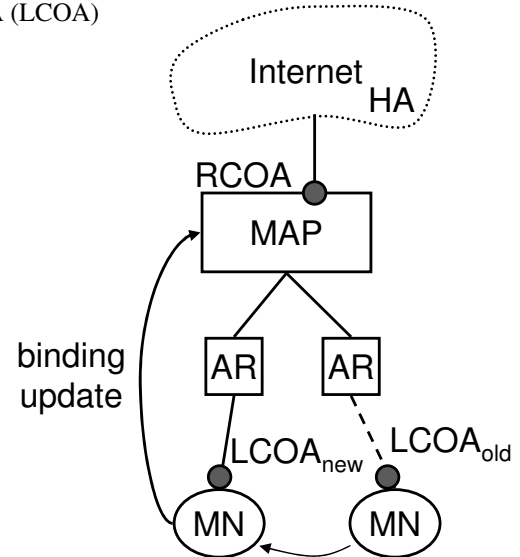 (LCOA)
Internet
HA
RCOA
MAP
binding
update
AR
AR
LCOAnew
LCOAold
MN
MN